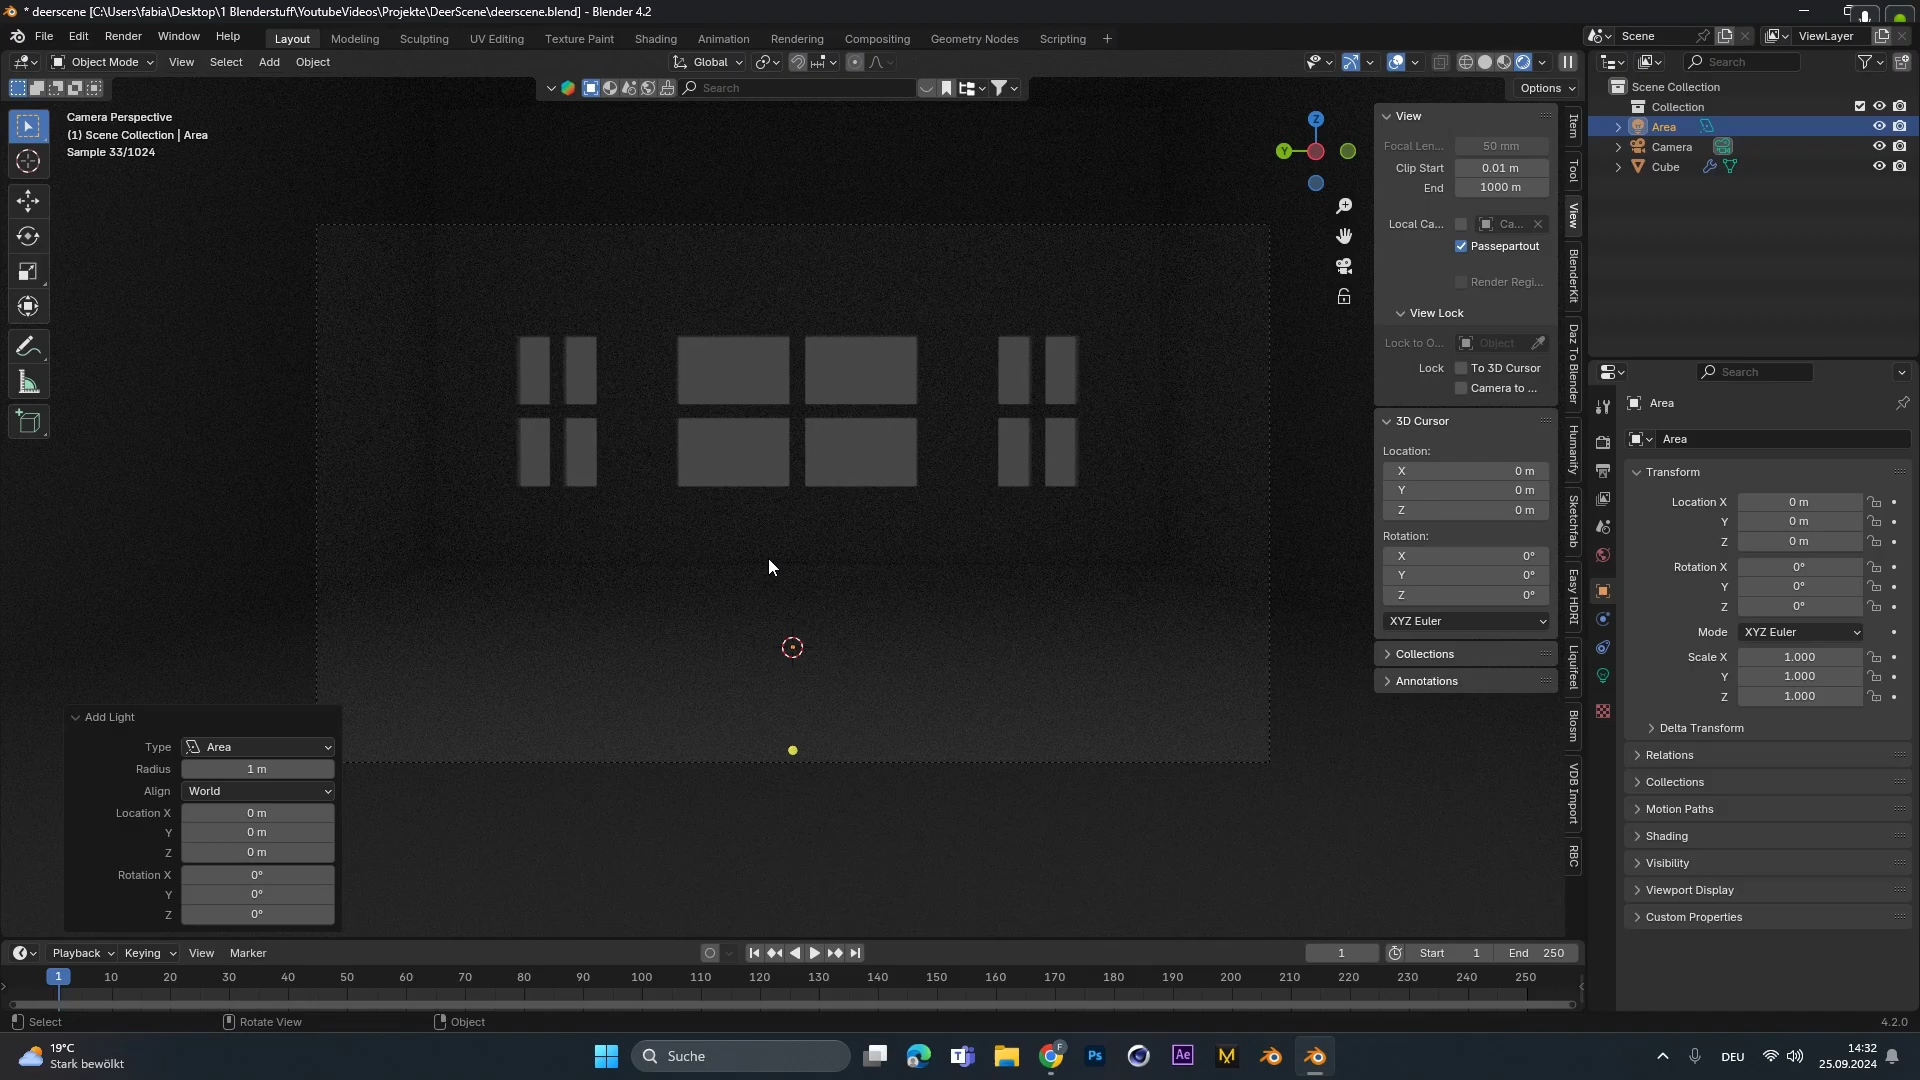 * deerscene [C:\Users\fabia\Desktop\1 Blenderstuff\YoutubeVideos\Projekte\DeerScene\deerscene.blend] - Blender 4.2
File Edit Render Window Help
Layout Modeling Sculpting UV Editing Texture Paint Shading Animation Rendering Compositing Geometry Nodes Scripting +
Scene
ViewLayer
Object Mode View Select Add Object
Global
Search
Options
Search
Camera Perspective
(1) Scene Collection | Area
Sample 33/1024
Z
Y
View
Focal Len... 50 mm
Clip Start 0.01 m
End 1000 m
Local Ca... Ca...
Passepartout
Render Regi...
View Lock
Lock to O... Object
Lock To 3D Cursor
Camera to ...
3D Cursor
Location:
X 0 m
Y 0 m
Z 0 m
Rotation:
X 0°
Y 0°
Z 0°
XYZ Euler
Collections
Annotations
Item
Tool
View
BlenderKit
Daz To Blender
Humanify
Sketchfab
Easy HDRI
Liquifeel
Blosm
VDB Import
RBC
Scene Collection
Collection
Area
Camera
Cube
Search
Area
Area
Transform
Location X 0 m
Y 0 m
Z 0 m
Rotation X 0°
Y 0°
Z 0°
Mode XYZ Euler
Scale X 1.000
Y 1.000
Z 1.000
Delta Transform
Relations
Collections
Motion Paths
Shading
Visibility
Viewport Display
Custom Properties
Add Light
Type Area
Radius 1 m
Align World
Location X 0 m
Y 0 m
Z 0 m
Rotation X 0°
Y 0°
Z 0°
Playback Keying View Marker
1 Start 1 End 250
1 10 20 30 40 50 60 70 80 90 100 110 120 130 140 150 160 170 180 190 200 210 220 230 240 250
Select Rotate View Object
4.2.0
19°C
Stark bewölkt
Suche
Ps
Ae
M
F
DEU
14:32
25.09.2024